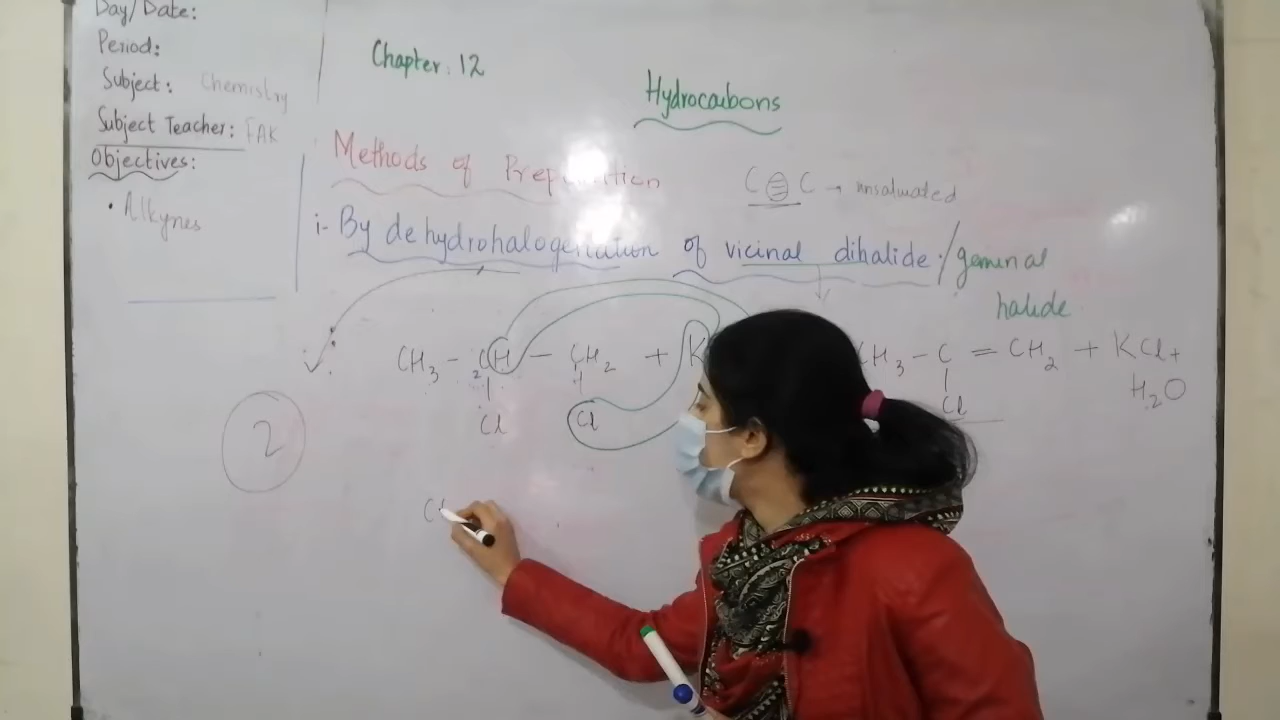 Day/Date:
Period:
Subject: Chemistry
Subject Teacher: FAK
Objectives:
• Alkynes
Chapter: 12
Hydrocarbons
Methods of Preparation
C ≡ C → unsaturated
i- By dehydrohalogenation of vicinal dihalide / geminal
halide
CH₃ - CH - CH₂ + K
Cl Cl
CH₃ - C = CH₂ + KCl +
Cl
H₂O
2